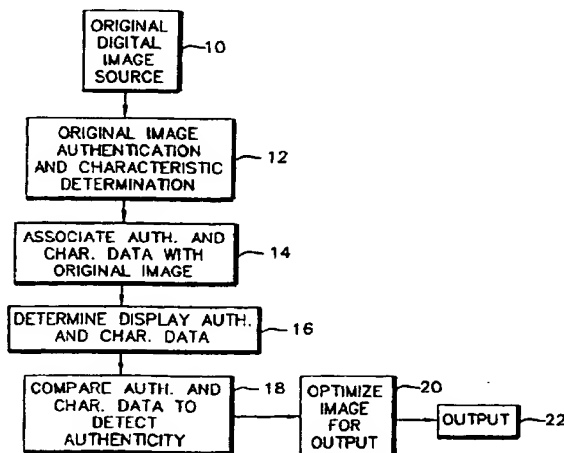 ORIGINAL
DIGITAL
IMAGE
SOURCE
10
ORIGINAL IMAGE
AUTHENTICATION
AND CHARACTERISTIC
DETERMINATION
12
ASSOCIATE AUTH. AND
CHAR. DATA WITH
ORIGINAL IMAGE
14
DETERMINE DISPLAY AUTH.
AND CHAR. DATA
16
COMPARE AUTH. AND
CHAR. DATA TO
DETECT
AUTHENTICITY
18
OPTIMIZE
IMAGE
FOR
OUTPUT
20
OUTPUT
22